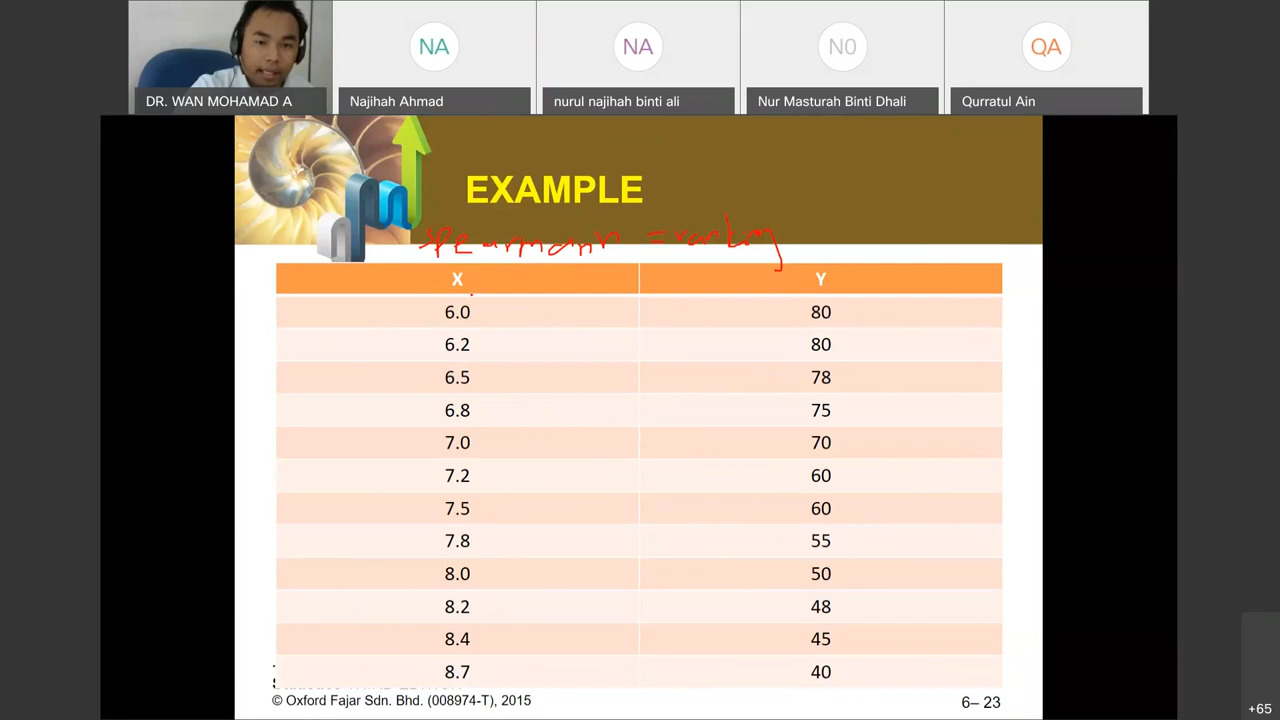 NA
NA
N0
QA
DR. WAN MOHAMAD A
Najihah Ahmad
nurul najihah binti ali
Nur Masturah Binti Dhali
Qurratul Ain
EXAMPLE
spearmann = ranking
X Y
6.0 80
6.2 80
6.5 78
6.8 75
7.0 70
7.2 60
7.5 60
7.8 55
8.0 50
8.2 48
8.4 45
8.7 40
© Oxford Fajar Sdn. Bhd. (008974-T), 2015
6– 23
+65